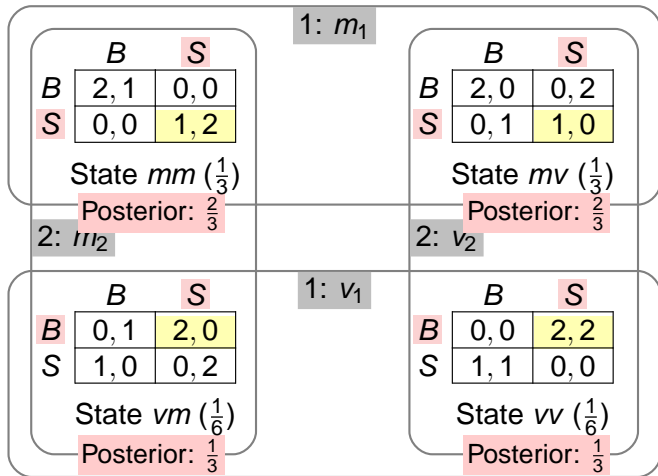 1: m₁
B S
B 2, 1 0, 0
S 0, 0 1, 2
State mm (1/3)
Posterior: 2/3
B S
B 2, 0 0, 2
S 0, 1 1, 0
State mv (1/3)
Posterior: 2/3
2: m₂
2: v₂
1: v₁
B S
B 0, 1 2, 0
S 1, 0 0, 2
State vm (1/6)
Posterior: 1/3
B S
B 0, 0 2, 2
S 1, 1 0, 0
State vv (1/6)
Posterior: 1/3